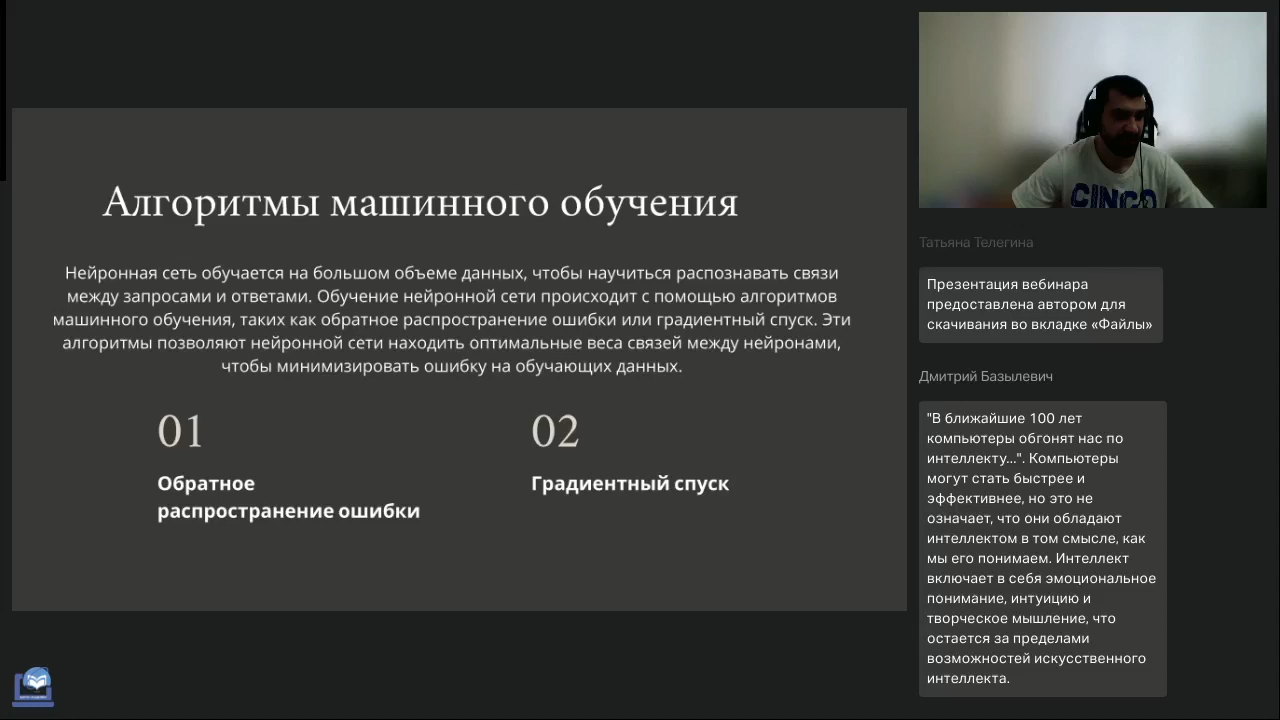 Алгоритмы машинного обучения
Нейронная сеть обучается на большом объеме данных, чтобы научиться распознавать связи
между запросами и ответами. Обучение нейронной сети происходит с помощью алгоритмов
машинного обучения, таких как обратное распространение ошибки или градиентный спуск. Эти
алгоритмы позволяют нейронной сети находить оптимальные веса связей между нейронами,
чтобы минимизировать ошибку на обучающих данных.
01
Обратное
распространение ошибки
02
Градиентный спуск
CINCO
Татьяна Телегина
Презентация вебинара
предоставлена автором для
скачивания во вкладке «Файлы»
Дмитрий Базылевич
"В ближайшие 100 лет
компьютеры обгонят нас по
интеллекту...". Компьютеры
могут стать быстрее и
эффективнее, но это не
означает, что они обладают
интеллектом в том смысле, как
мы его понимаем. Интеллект
включает в себя эмоциональное
понимание, интуицию и
творческое мышление, что
остается за пределами
возможностей искусственного
интеллекта.